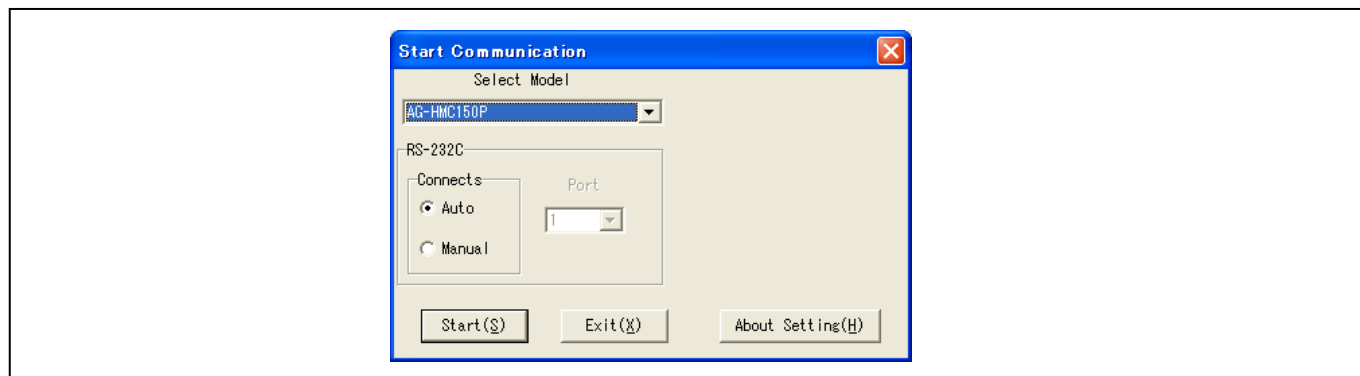 Start Communication
Select Model
AG-HMC150P
RS-232C
Connects
Port
Auto
1
Manual
Start(S)
Exit(X)
About Setting(H)